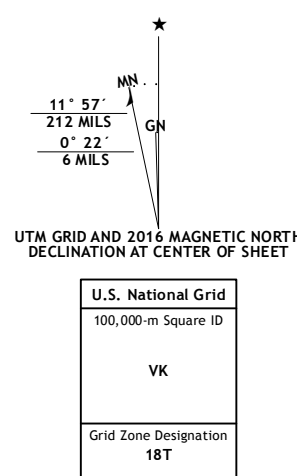 MN
11° 57´
212 MILS
GN
0° 22´
6 MILS
UTM GRID AND 2016 MAGNETIC NORTH
DECLINATION AT CENTER OF SHEET
U.S. National Grid
100,000-m Square ID
VK
Grid Zone Designation
18T